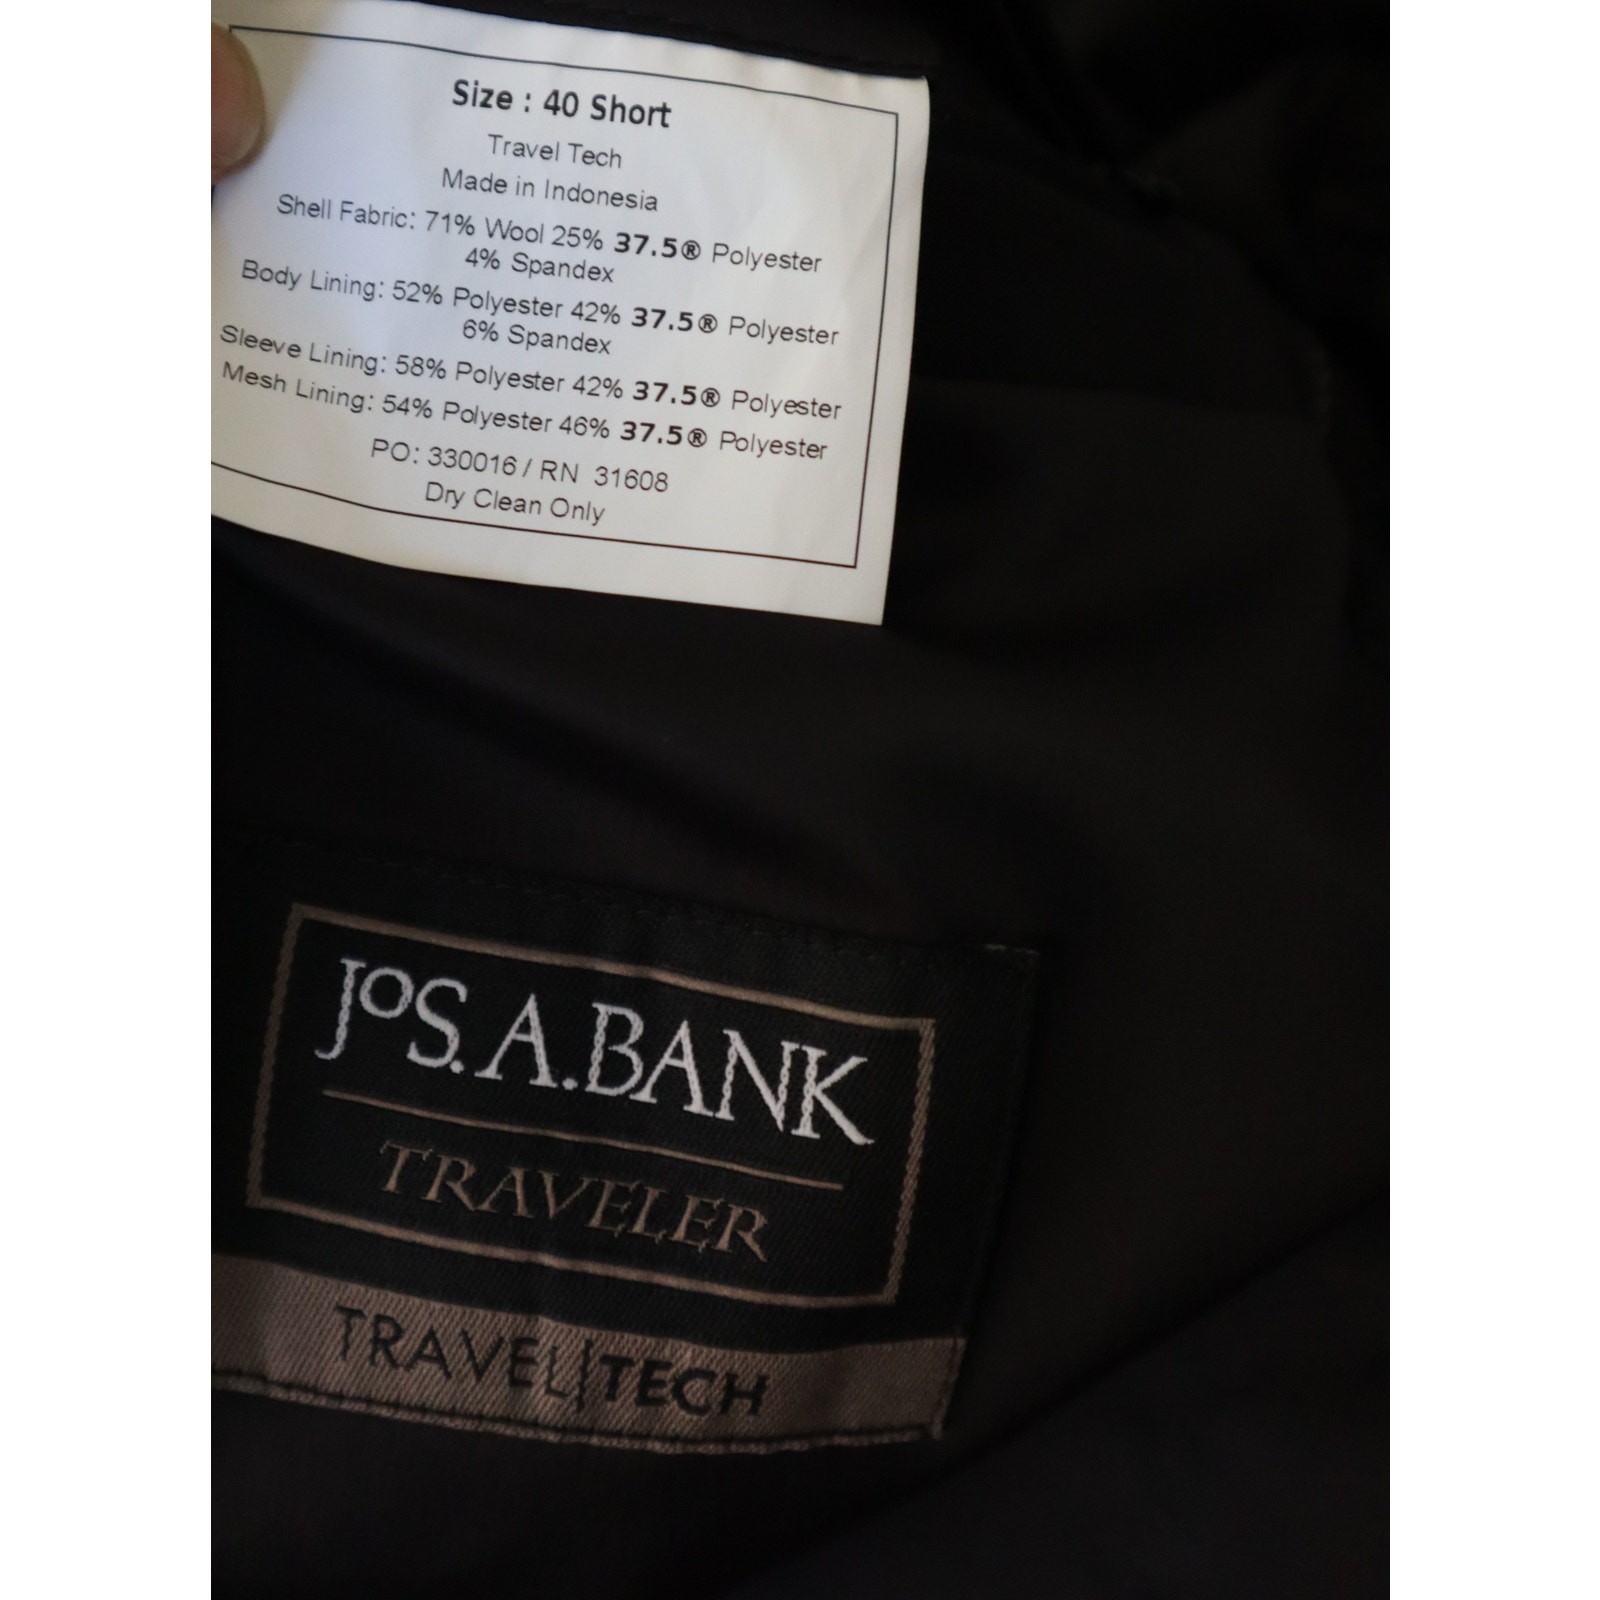 Size : 40 Short
Travel Tech
Made in Indonesia
Shell Fabric: 71% Wool 25% 37.5® Polyester
4% Spandex
Body Lining: 52% Polyester 42% 37.5® Polyester
6% Spandex
Sleeve Lining: 58% Polyester 42% 37.5® Polyester
Mesh Lining: 54% Polyester 46% 37.5® Polyester
PO: 330016 / RN 31608
Dry Clean Only
JOS. A. BANK
TRAVELER
TRAVEL|TECH